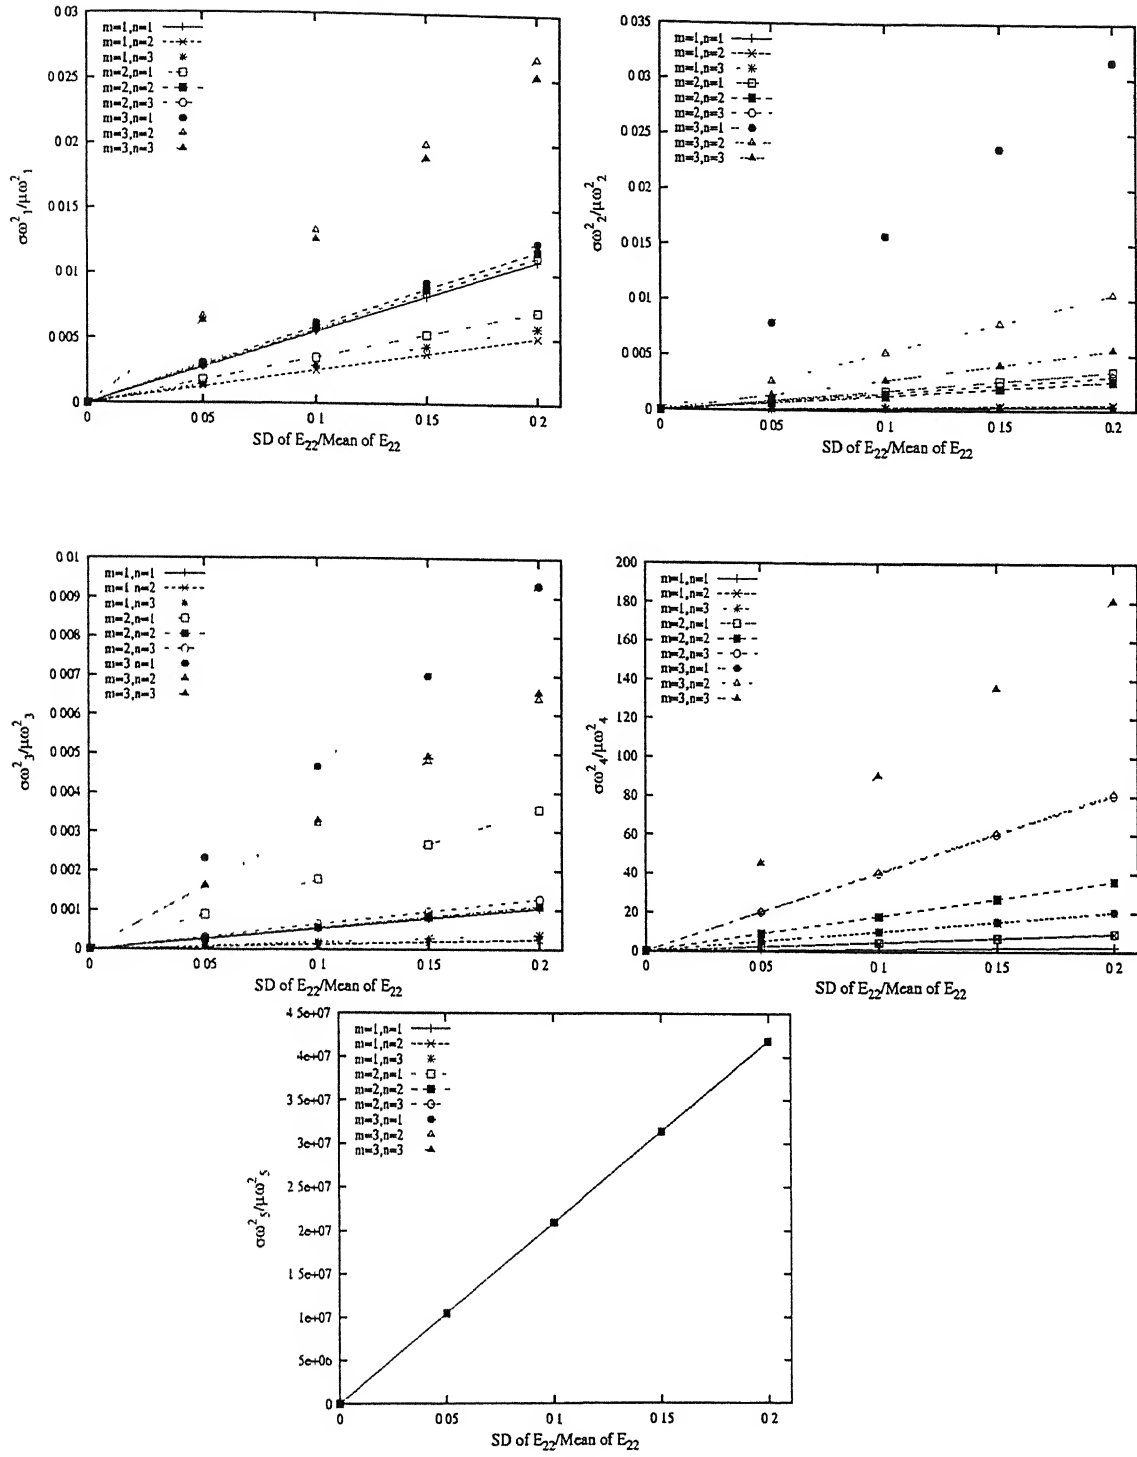 0 03
0 025
0 02
0 015
0 01
0 005
0
σω²₁/μω²₁
m=1,n=1
m=1,n=2
m=1,n=3
m=2,n=1
m=2,n=2
m=2,n=3
m=3,n=1
m=3,n=2
m=3,n=3
0 0 05 0 1 0 15 0 2
SD of E₂₂/Mean of E₂₂
0 035
0 03
0 025
0 02
0 015
0 01
0 005
0
σω²₂/μω²₂
m=1,n=1
m=1,n=2
m=1,n=3
m=2,n=1
m=2,n=2
m=2,n=3
m=3,n=1
m=3,n=2
m=3,n=3
0 0 05 0 1 0 15 0 2
SD of E₂₂/Mean of E₂₂
0 01
0 009
0 008
0 007
0 006
0 005
0 004
0 003
0 002
0 001
0
σω²₃/μω²₃
m=1,n=1
m=1 n=2
m=1,n=3
m=2,n=1
m=2,n=2
m=2,n=3
m=3 n=1
m=3,n=2
m=3,n=3
0 0 05 0 1 0 15 0 2
SD of E₂₂/Mean of E₂₂
200
180
160
140
120
100
80
60
40
20
0
σω²₄/μω²₄
m=1,n=1
m=1,n=2
m=1,n=3
m=2,n=1
m=2,n=2
m=2,n=3
m=3,n=1
m=3,n=2
m=3,n=3
0 0 05 0 1 0 15 0 2
SD of E₂₂/Mean of E₂₂
4 5e+07
4e+07
3 5e+07
3e+07
2 5e+07
2e+07
1 5e+07
1e+07
5e+06
0
σω²₅/μω²₅
m=1,n=1
m=1,n=2
m=1,n=3
m=2,n=1
m=2,n=2
m=2,n=3
m=3,n=1
m=3,n=2
m=3,n=3
0 0 05 0 1 0 15 0 2
SD of E₂₂/Mean of E₂₂